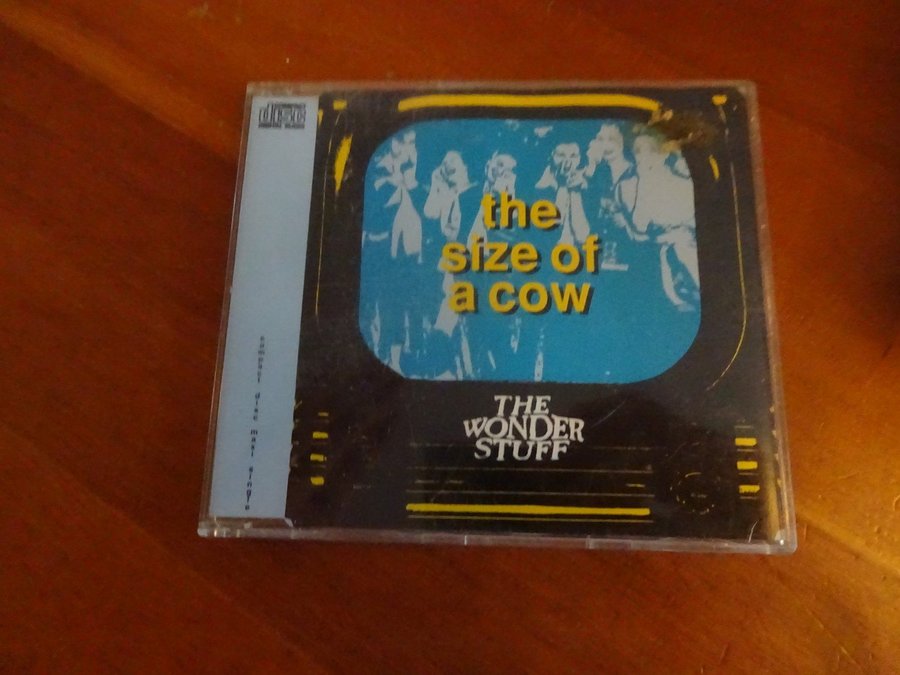 the
size of
a cow
THE
WONDER
STUFF
compact disc maxi single